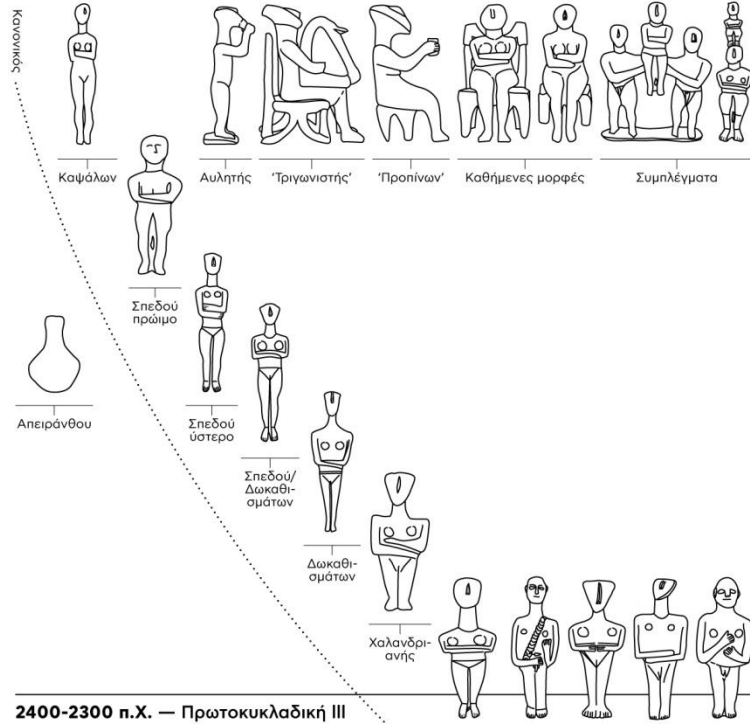 Κανονικός
Καψάλων
Αυλητής
‘Τριγωνιστής’
‘Προπίνων’
Καθήμενες μορφές
Συμπλέγματα
Σπεδού
πρώιμο
Απειράνθου
Σπεδού
ύστερο
Σπεδού/
Δωκαθι-
σμάτων
Δωκαθι-
σμάτων
Χαλανδρι-
ανής
2400-2300 π.Χ. — Πρωτοκυκλαδική III